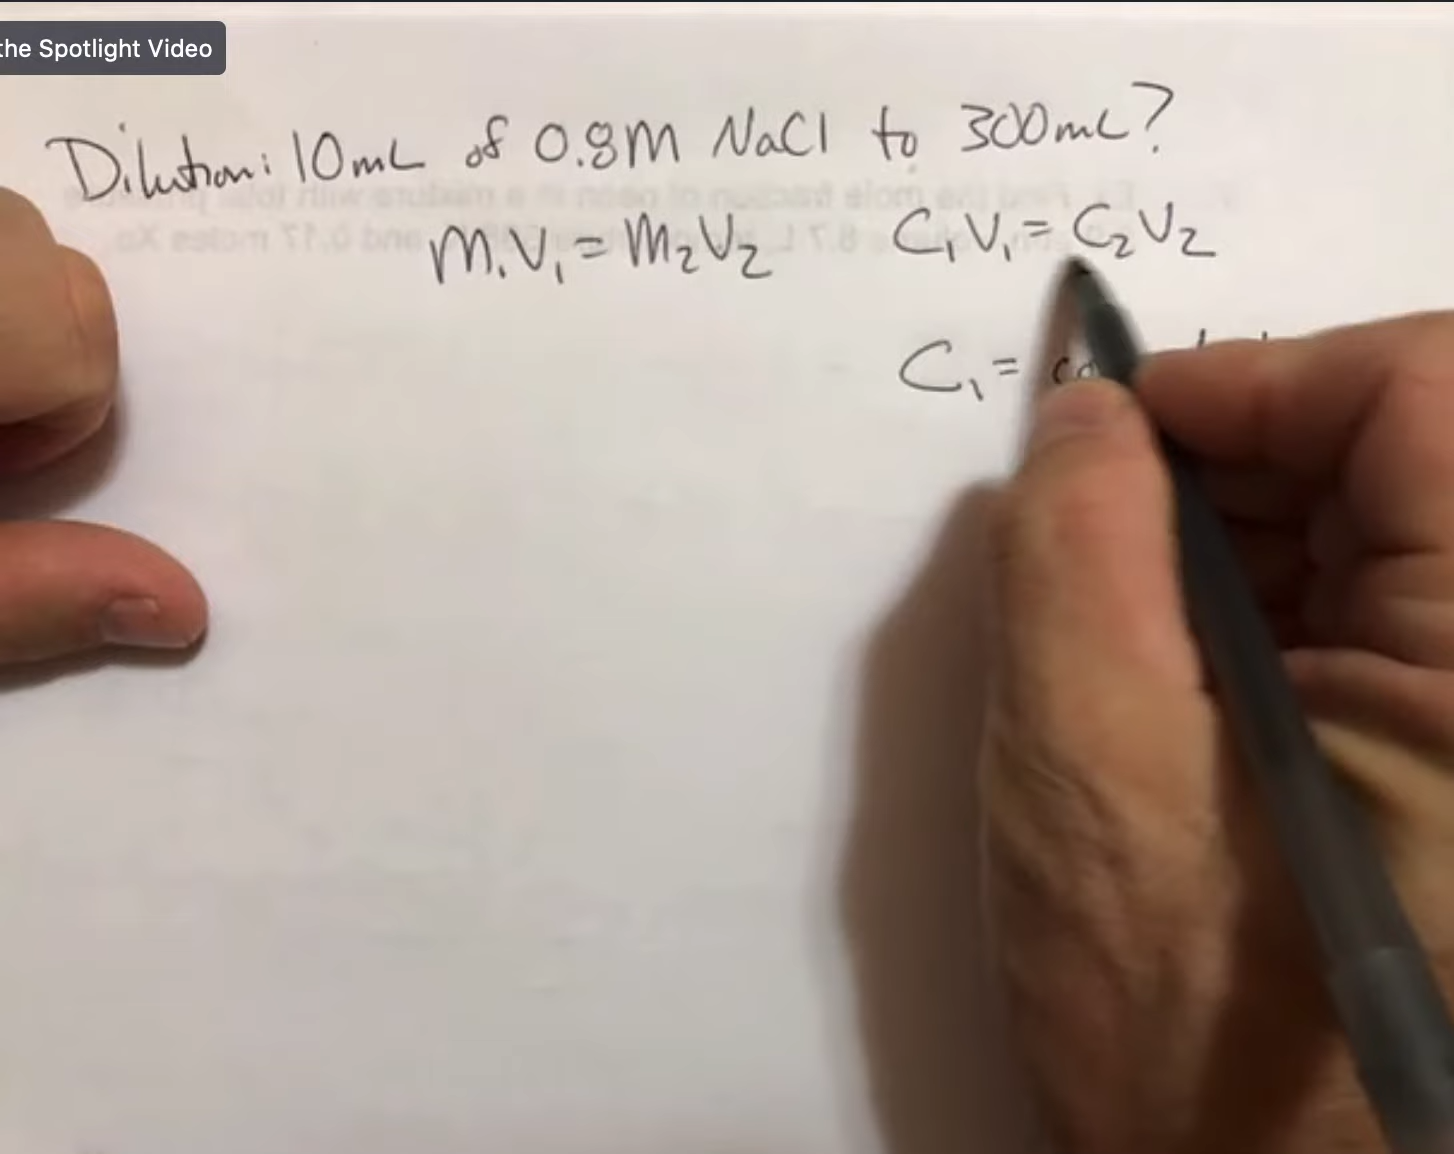 the Spotlight Video
Dilution: 10mL of 0.8M NaCl to 300mL?
M₁V₁ = M₂V₂ C₁V₁ = C₂V₂
C₁ =